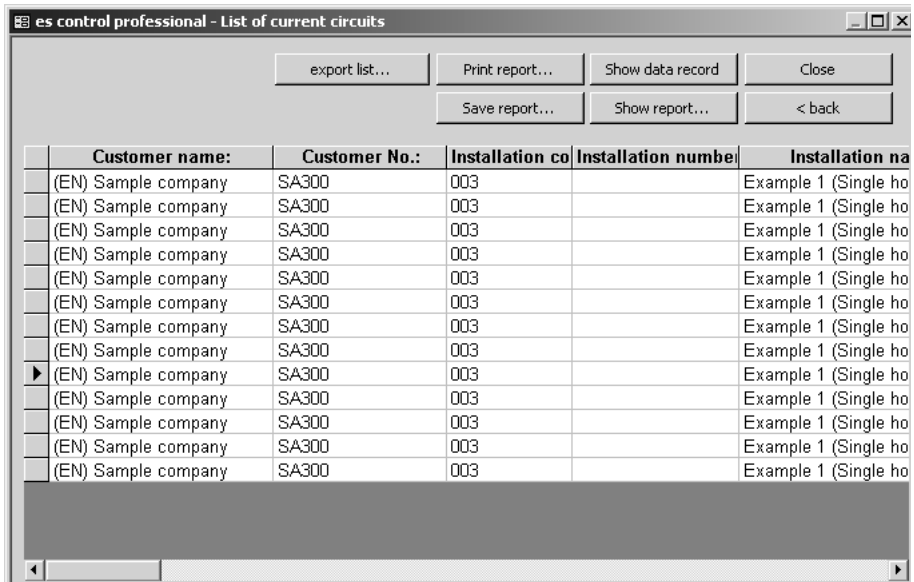 es control professional - List of current circuits
export list... Print report... Show data record Close
Save report... Show report... < back
Customer name: Customer No.: Installation co Installation number Installation na
(EN) Sample company SA300 003 Example 1 (Single ho
(EN) Sample company SA300 003 Example 1 (Single ho
(EN) Sample company SA300 003 Example 1 (Single ho
(EN) Sample company SA300 003 Example 1 (Single ho
(EN) Sample company SA300 003 Example 1 (Single ho
(EN) Sample company SA300 003 Example 1 (Single ho
(EN) Sample company SA300 003 Example 1 (Single ho
(EN) Sample company SA300 003 Example 1 (Single ho
(EN) Sample company SA300 003 Example 1 (Single ho
(EN) Sample company SA300 003 Example 1 (Single ho
(EN) Sample company SA300 003 Example 1 (Single ho
(EN) Sample company SA300 003 Example 1 (Single ho
(EN) Sample company SA300 003 Example 1 (Single ho